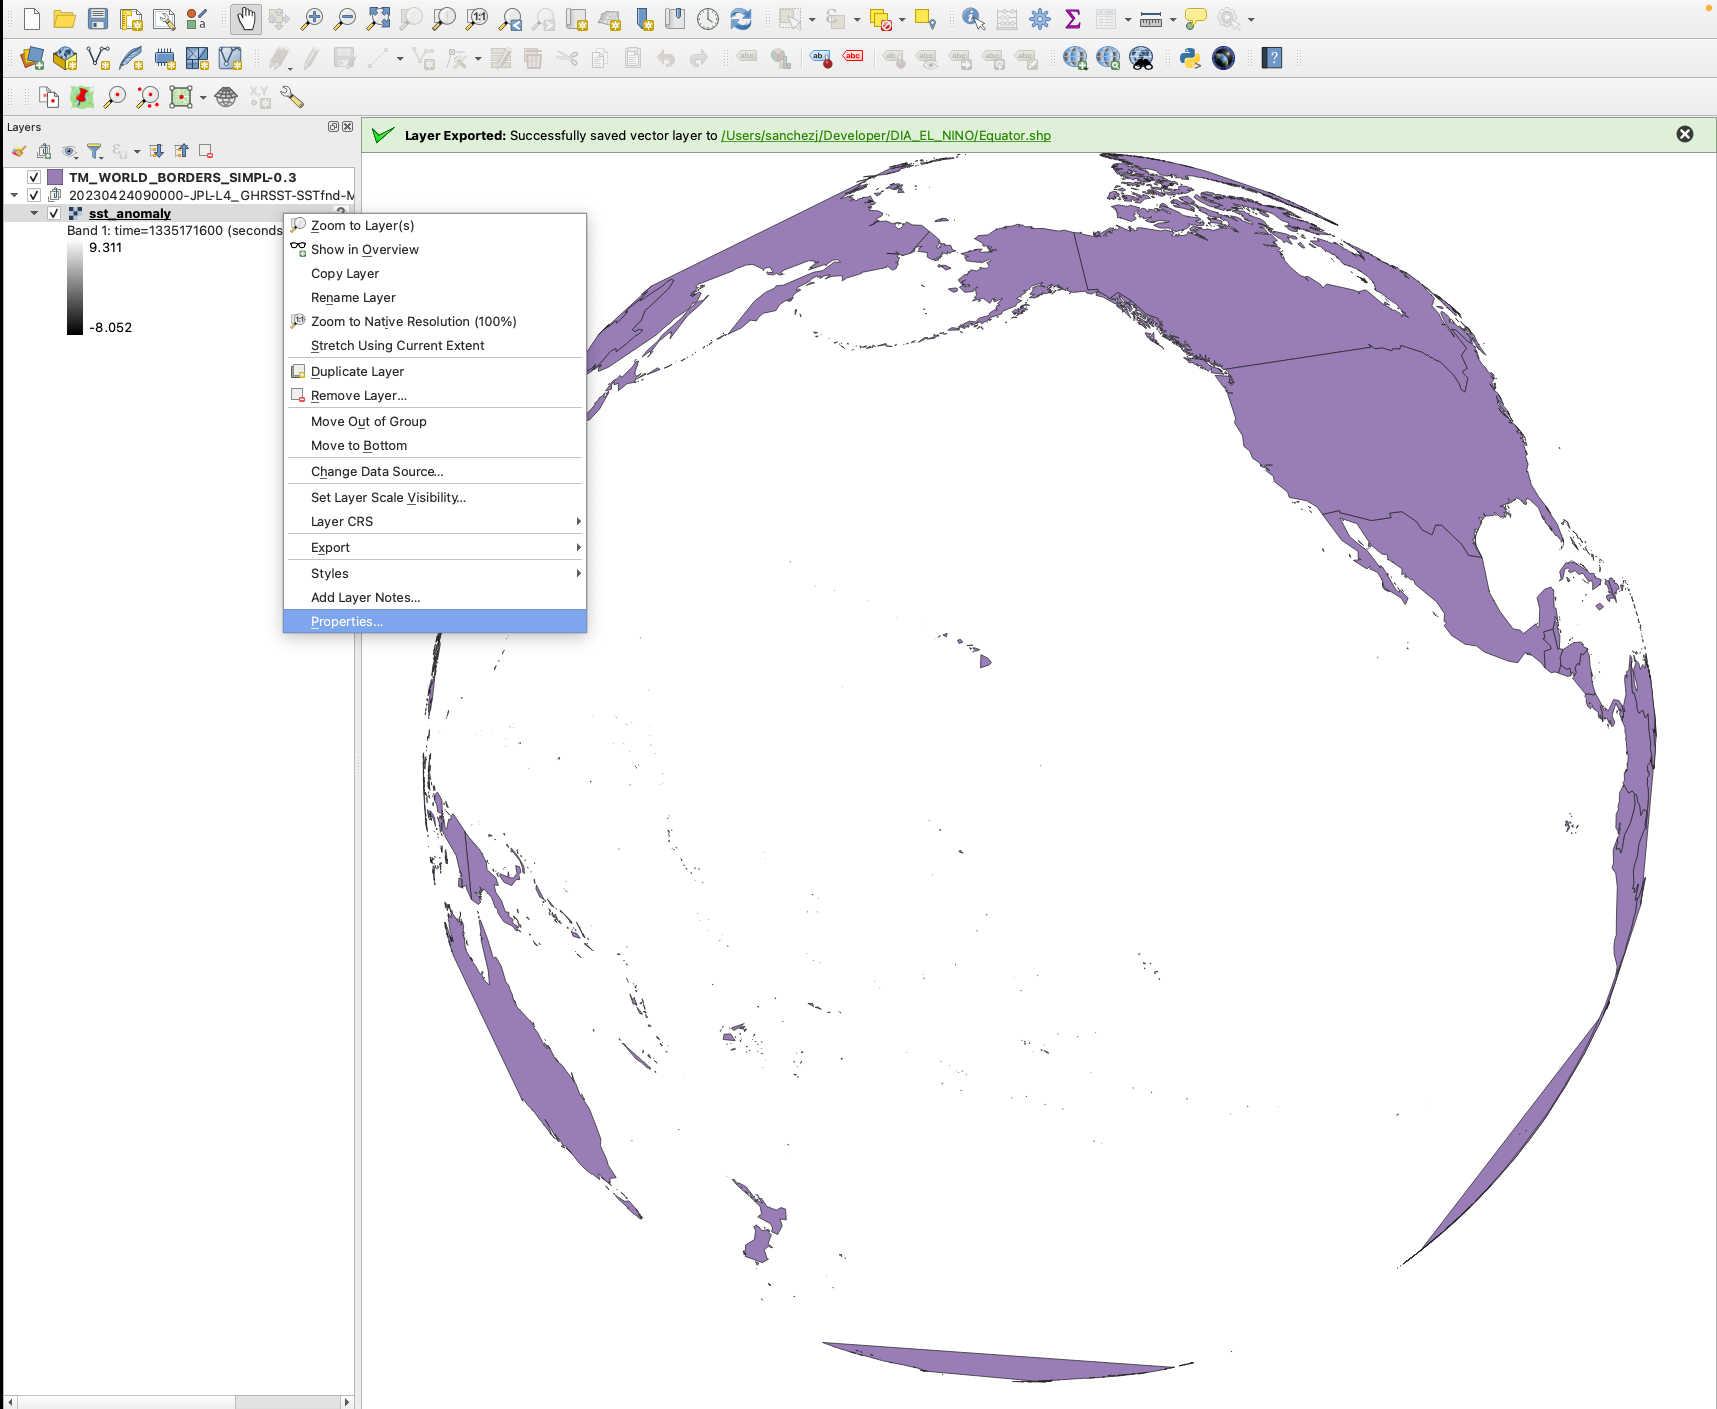 Layers
Layer Exported: Successfully saved vector layer to /Users/sanchezj/Developer/DIA_EL_NINO/Equator.shp
TM_WORLD_BORDERS_SIMPL-0.3
20230424090000-JPL-L4_GHRSST-SSTfnd-M
sst_anomaly
Band 1: time=1335171600 (seconds
9.311
-8.052
Zoom to Layer(s)
Show in Overview
Copy Layer
Rename Layer
Zoom to Native Resolution (100%)
Stretch Using Current Extent
Duplicate Layer
Remove Layer...
Move Out of Group
Move to Bottom
Change Data Source...
Set Layer Scale Visibility...
Layer CRS
Export
Styles
Add Layer Notes...
Properties...